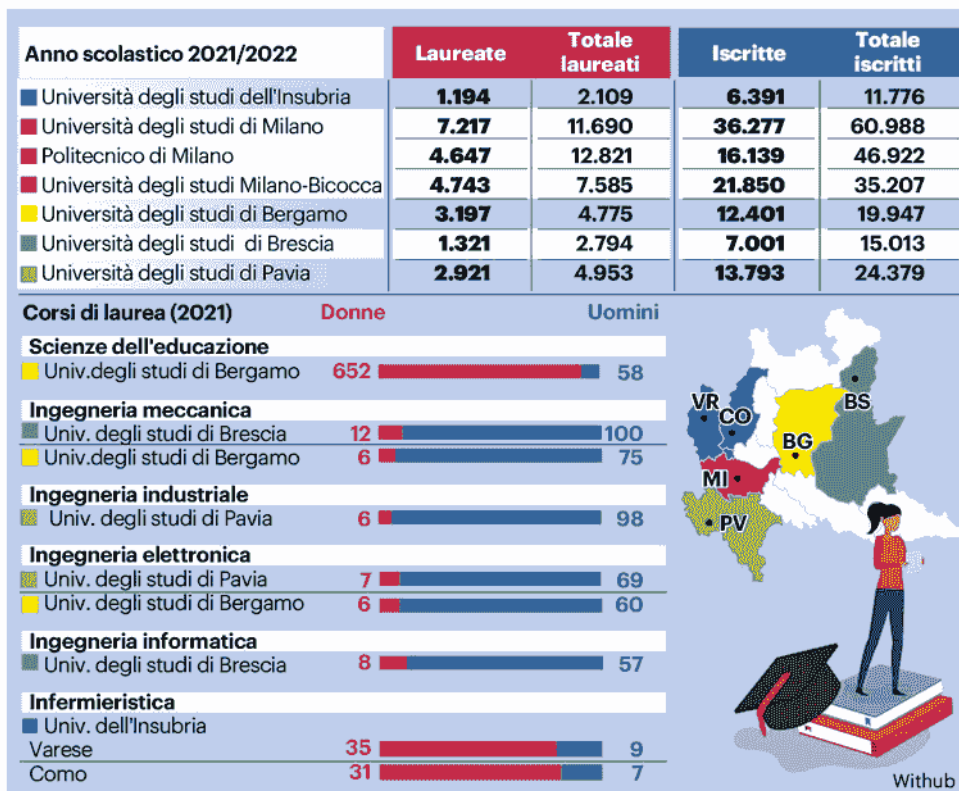 Anno scolastico 2021/2022 Laureate Totale laureati Iscritte Totale iscritti
Università degli studi dell'Insubria 1.194 2.109 6.391 11.776
Università degli studi di Milano 7.217 11.690 36.277 60.988
Politecnico di Milano 4.647 12.821 16.139 46.922
Università degli studi Milano-Bicocca 4.743 7.585 21.850 35.207
Università degli studi di Bergamo 3.197 4.775 12.401 19.947
Università degli studi di Brescia 1.321 2.794 7.001 15.013
Università degli studi di Pavia 2.921 4.953 13.793 24.379
Corsi di laurea (2021) Donne Uomini
Scienze dell'educazione
Univ.degli studi di Bergamo 652 58
Ingegneria meccanica
Univ.degli studi di Brescia 12 100
Univ.degli studi di Bergamo 6 75
Ingegneria industriale
Univ. degli studi di Pavia 6 98
Ingegneria elettronica
Univ. degli studi di Pavia 7 69
Univ. degli studi di Bergamo 6 60
Ingegneria informatica
Univ. degli studi di Brescia 8 57
Infermieristica
Univ. dell'Insubria
Varese 35 9
Como 31 7
VR
CO
BS
BG
MI
PV
Withub